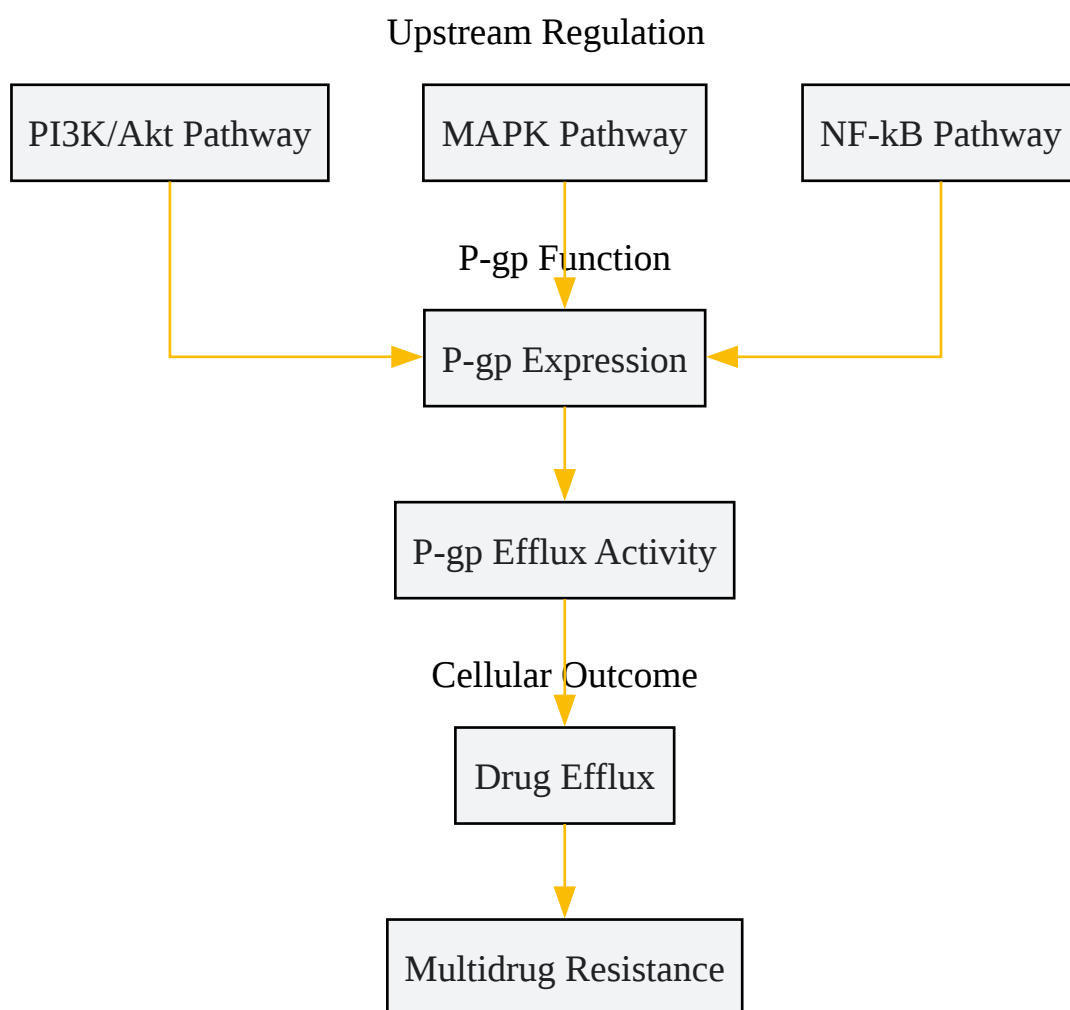 Upstream Regulation
PI3K/Akt Pathway
MAPK Pathway
NF-kB Pathway
P-gp Function
P-gp Expression
P-gp Efflux Activity
Cellular Outcome
Drug Efflux
Multidrug Resistance